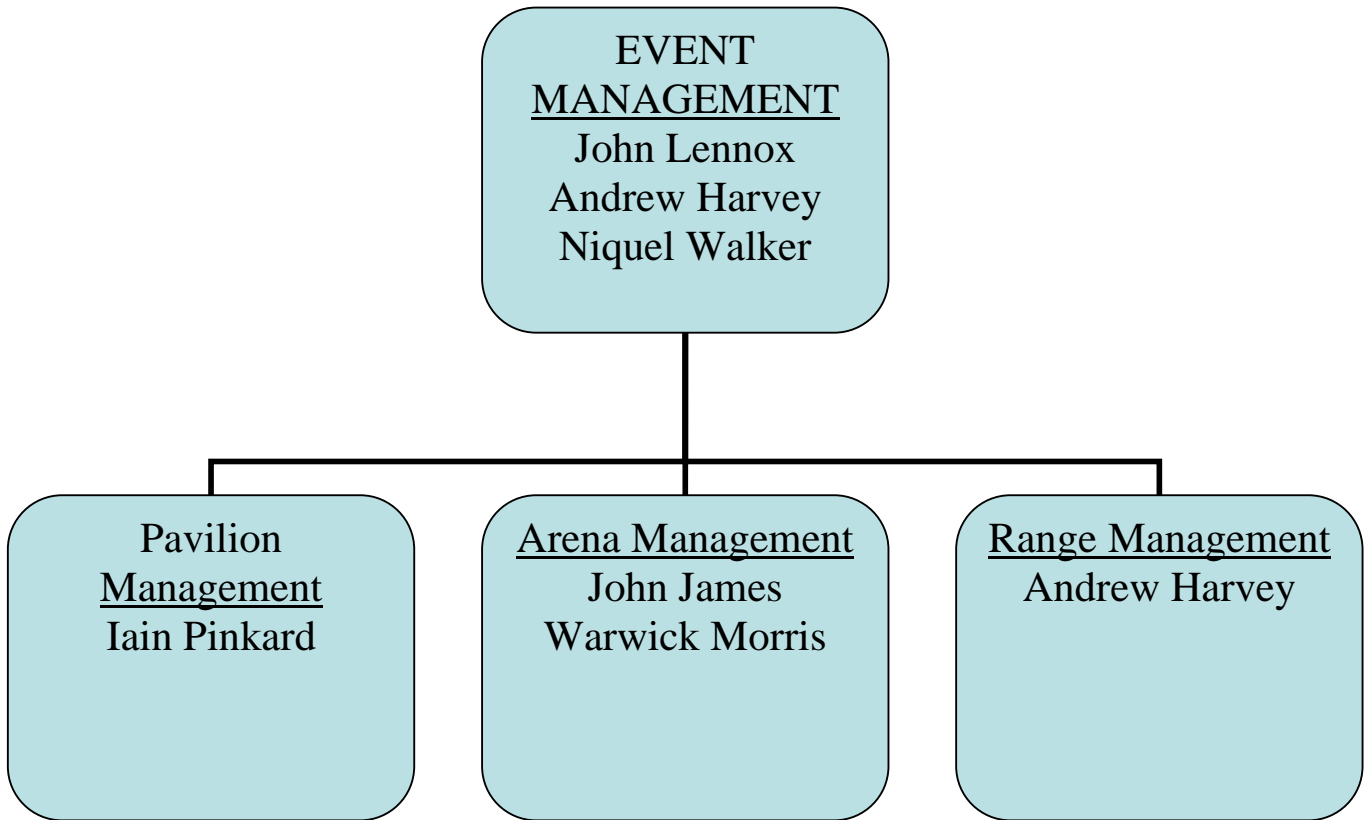 EVENT
MANAGEMENT
John Lennox
Andrew Harvey
Niquel Walker
Pavilion
Management
Iain Pinkard
Arena Management
John James
Warwick Morris
Range Management
Andrew Harvey